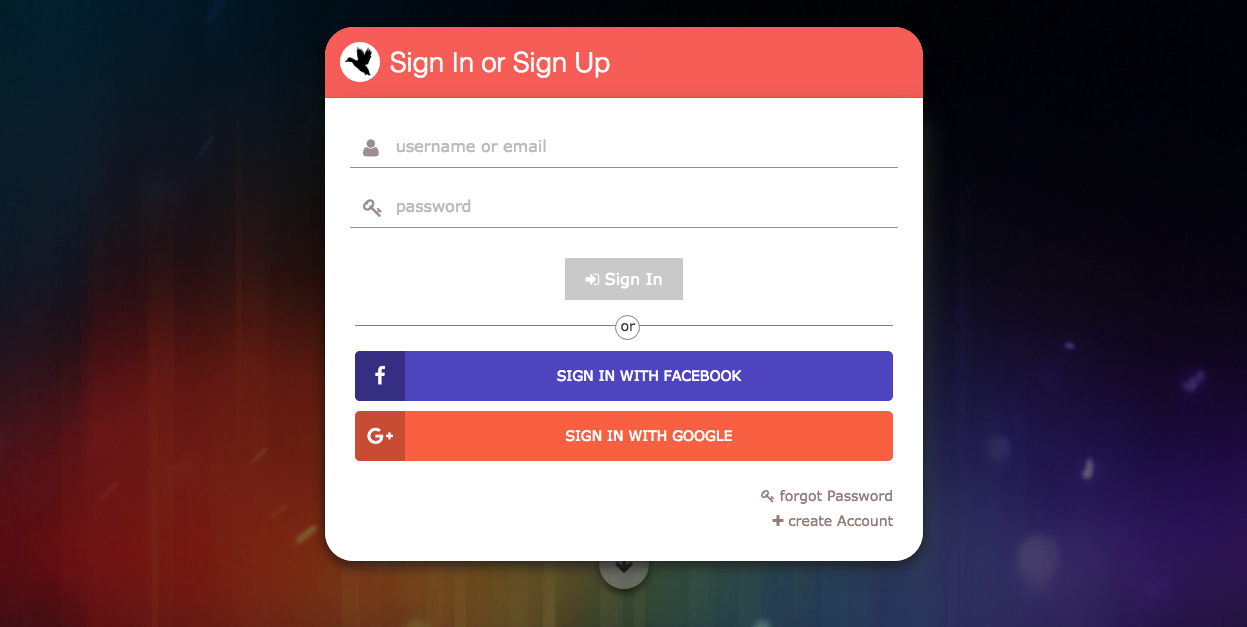 Sign In or Sign Up
username or email
password
Sign In
or
f
SIGN IN WITH FACEBOOK
G+
SIGN IN WITH GOOGLE
forgot Password
create Account